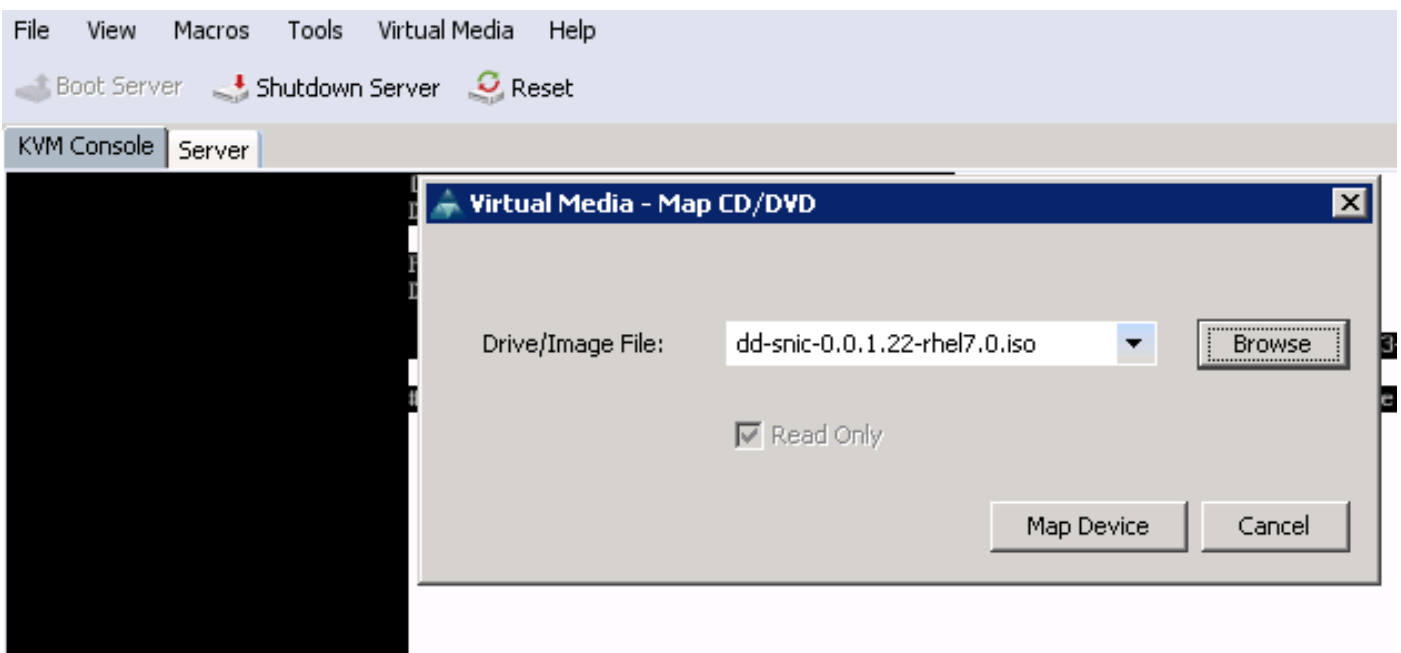 File View Macros Tools Virtual Media Help
Boot Server Shutdown Server Reset
KVM Console Server
Virtual Media - Map CD/DVD
Drive/Image File: dd-snic-0.0.1.22-rhel7.0.iso Browse
Read Only
Map Device Cancel